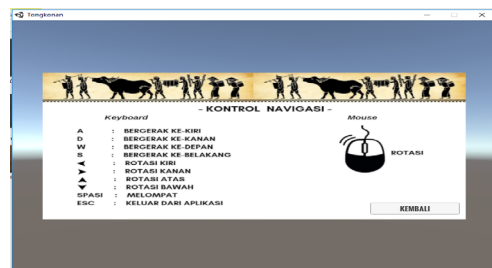 Tongkonan
- KONTROL NAVIGASI -
Keyboard
Mouse
A : BERGERAK KE-KIRI
D : BERGERAK KE-KANAN
W : BERGERAK KE-DEPAN
S : BERGERAK KE-BELAKANG
◄ : ROTASI KIRI
► : ROTASI KANAN
▲ : ROTASI ATAS
▼ : ROTASI BAWAH
SPASI : MELOMPAT
ESC : KELUAR DARI APLIKASI
ROTASI
KEMBALI